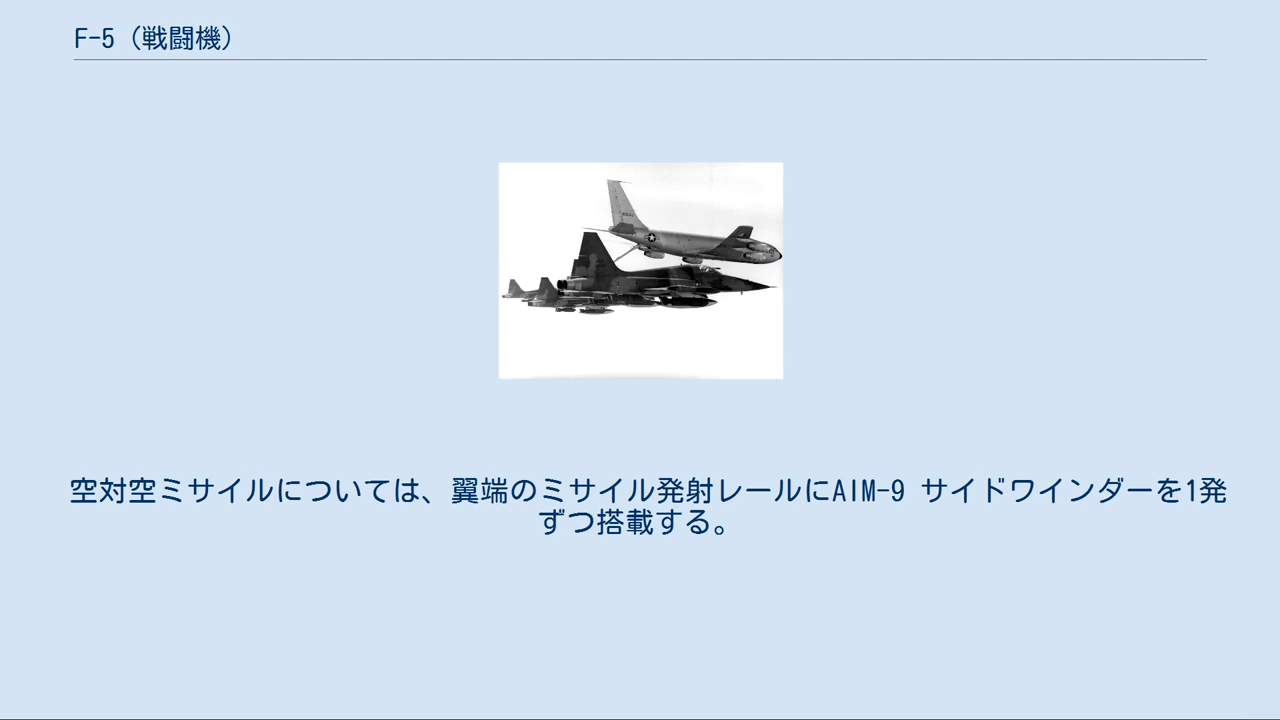 F-5（戦闘機）
空対空ミサイルについては、翼端のミサイル発射レールにAIM-9 サイドワインダーを1発
ずつ搭載する。